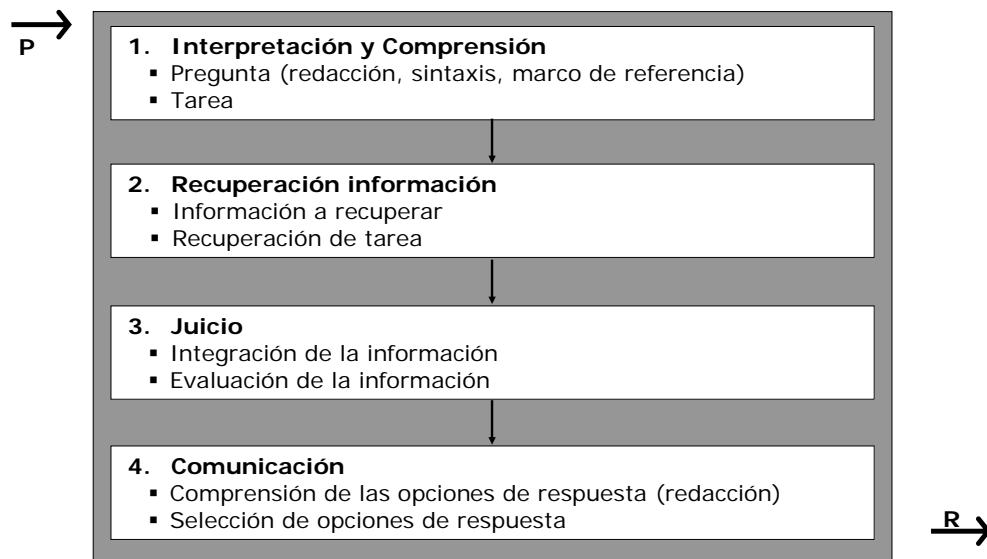 P
1. Interpretación y Comprensión
▪ Pregunta (redacción, sintaxis, marco de referencia)
▪ Tarea
2. Recuperación información
▪ Información a recuperar
▪ Recuperación de tarea
3. Juicio
▪ Integración de la información
▪ Evaluación de la información
4. Comunicación
▪ Comprensión de las opciones de respuesta (redacción)
▪ Selección de opciones de respuesta
R